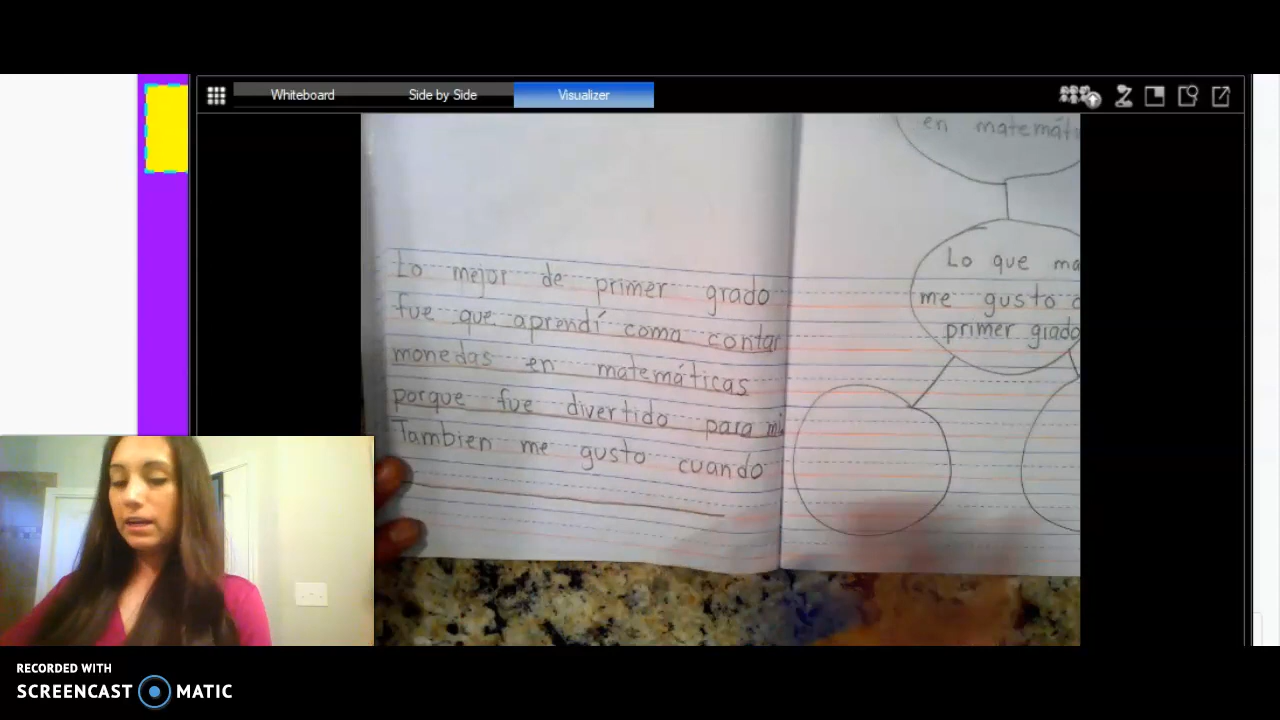 Whiteboard
Side by Side
Visualizer
en
Lo mejor de primer grado
fue que aprendí como contar
monedas en matemáticas
porque fue divertido para mi
Tambien me gusto cuando
Lo que
me gusto
primer grado
RECORDED WITH
SCREENCAST MATIC